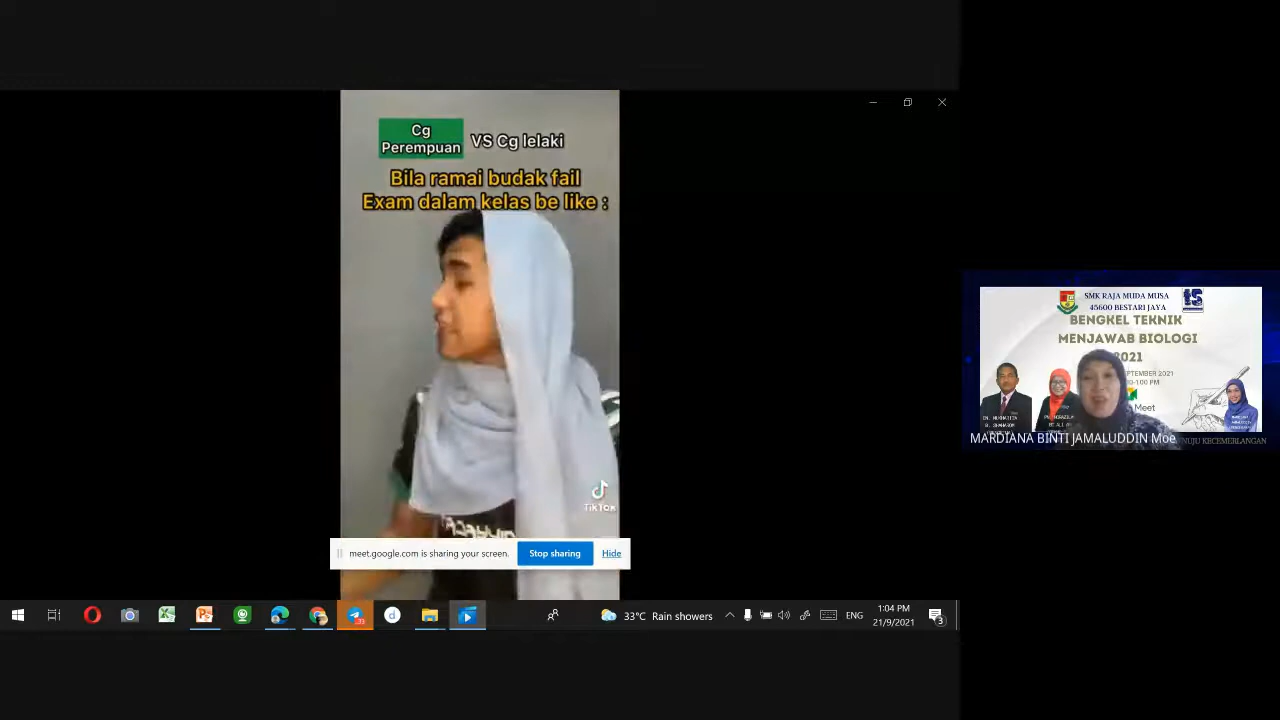 Cg
Perempuan
VS Cg lelaki
Bila ramai budak fail
Exam dalam kelas be like :
TikTok
meet.google.com is sharing your screen.
Stop sharing
Hide
33°C Rain showers
ENG
1:04 PM
21/9/2021
3
SMK RAJA MUDA MUSA
45600 BESTARI JAYA
BENGKEL TEKNIK
MENJAWAB BIOLOGI
2021
SEPTEMBER 2021
Meet
MARDIANA BINTI JAMALUDDIN Moe
KECEMERLANGAN